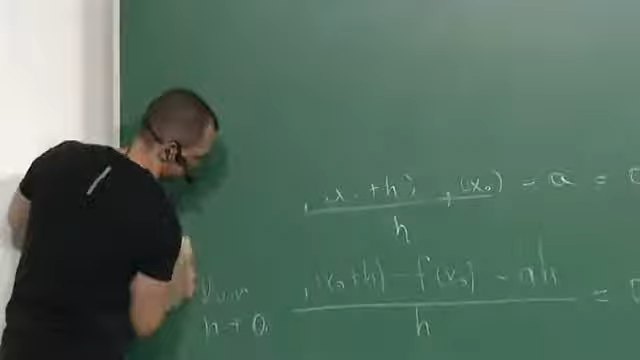 x₀+h) (x₀) - a = 0
h
lim (x₀+h) - f(x₀) - ah = 0
h → 0 h